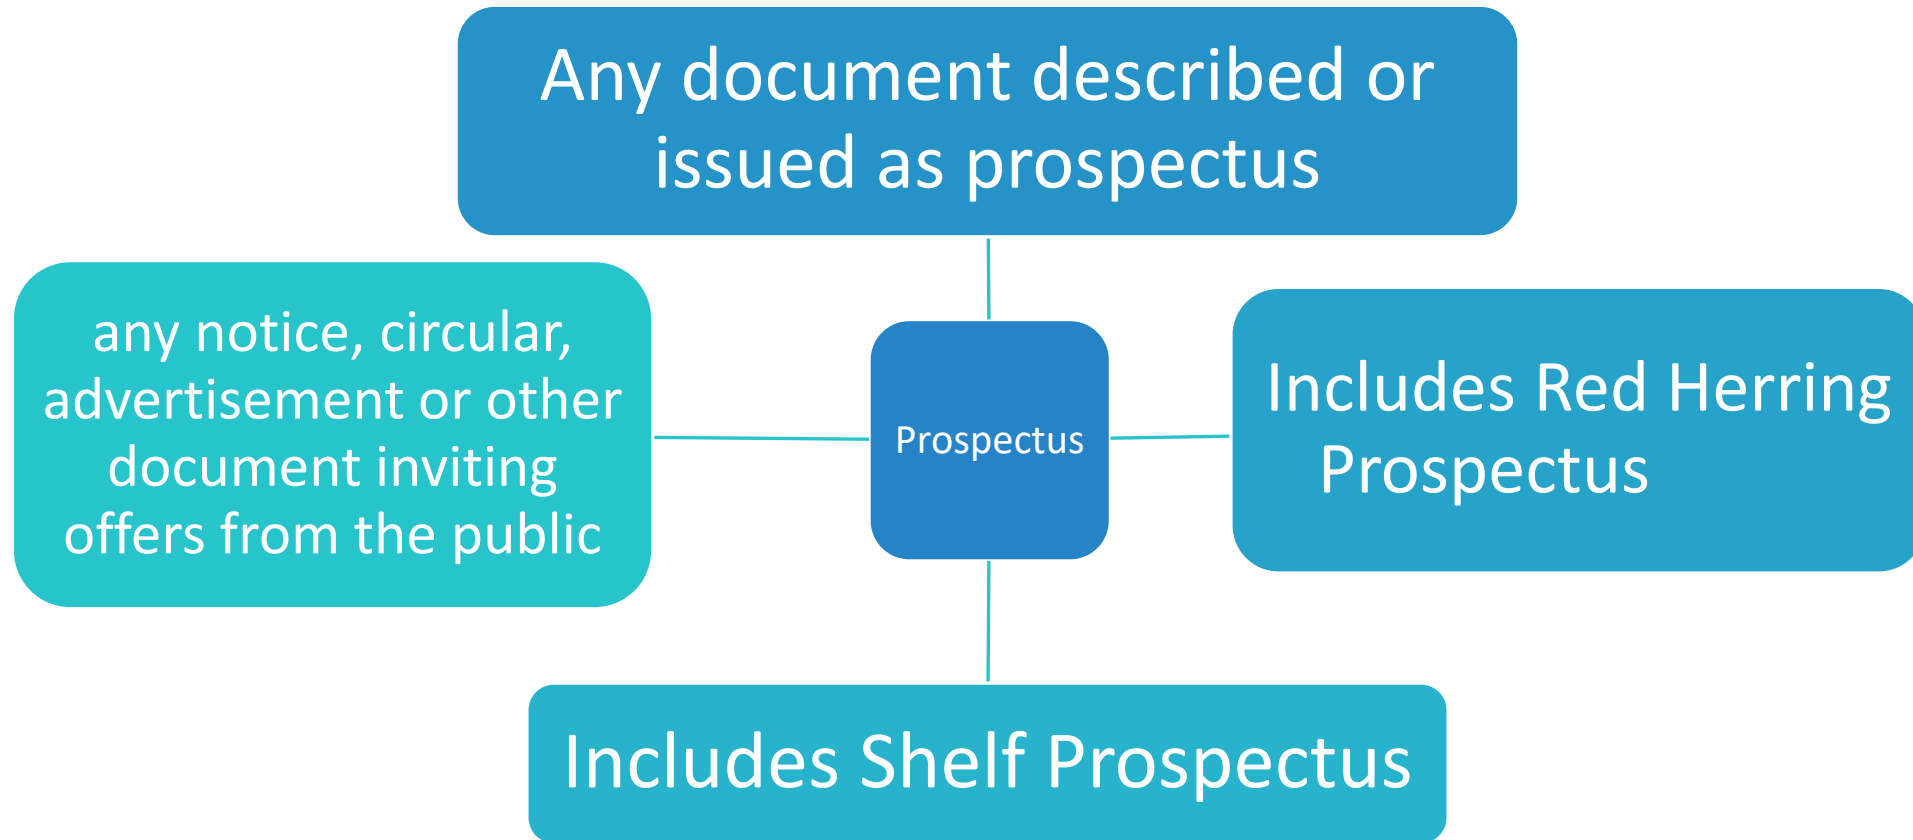 Any document described or
issued as prospectus
any notice, circular,
advertisement or other
document inviting
offers from the public
Prospectus
Includes Red Herring
Prospectus
Includes Shelf Prospectus